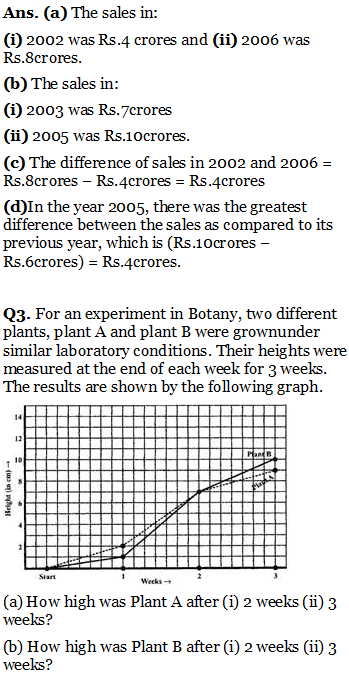 Ans. (a) The sales in:
(i) 2002 was Rs.4 crores and (ii) 2006 was
Rs.8crores.
(b) The sales in:
(i) 2003 was Rs.7crores
(ii) 2005 was Rs.10crores.
(c) The difference of sales in 2002 and 2006 =
Rs.8crores – Rs.4crores = Rs.4crores
(d)In the year 2005, there was the greatest
difference between the sales as compared to its
previous year, which is (Rs.10crores –
Rs.6crores) = Rs.4crores.
Q3. For an experiment in Botany, two different
plants, plant A and plant B were grownunder
similar laboratory conditions. Their heights were
measured at the end of each week for 3 weeks.
The results are shown by the following graph.
14
12
10
8
6
4
2
Height (in cm) →
Plant B
Plant A
Start 1 2 3
Weeks →
(a) How high was Plant A after (i) 2 weeks (ii) 3
weeks?
(b) How high was Plant B after (i) 2 weeks (ii) 3
weeks?